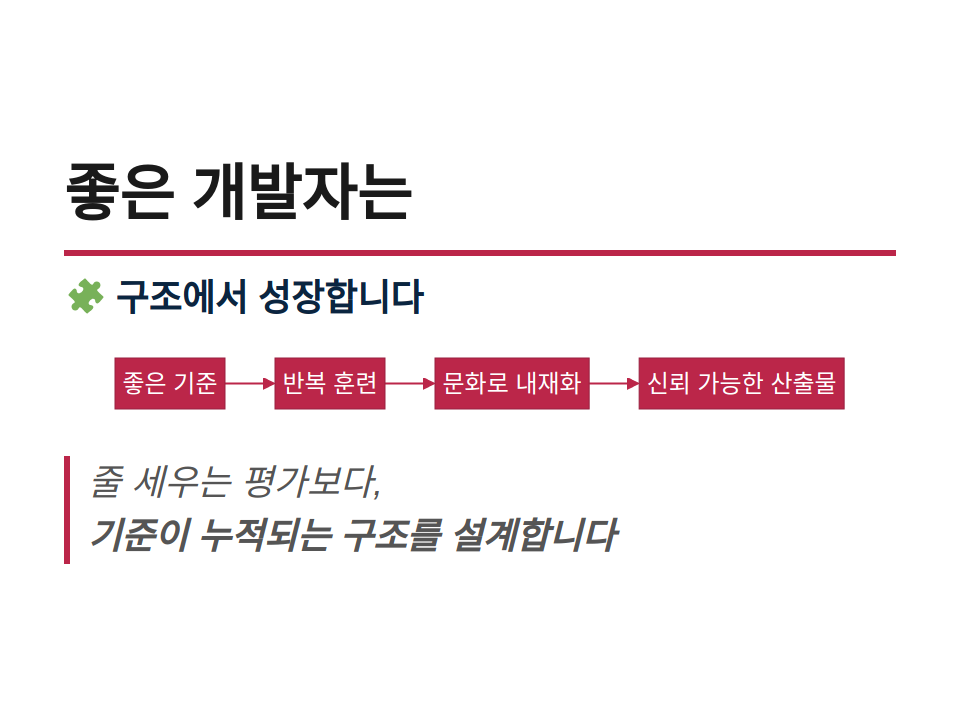 좋은 개발자는
구조에서 성장합니다
좋은 기준
반복 훈련
문화로 내재화
신뢰 가능한 산출물
줄 세우는 평가보다,
기준이 누적되는 구조를 설계합니다